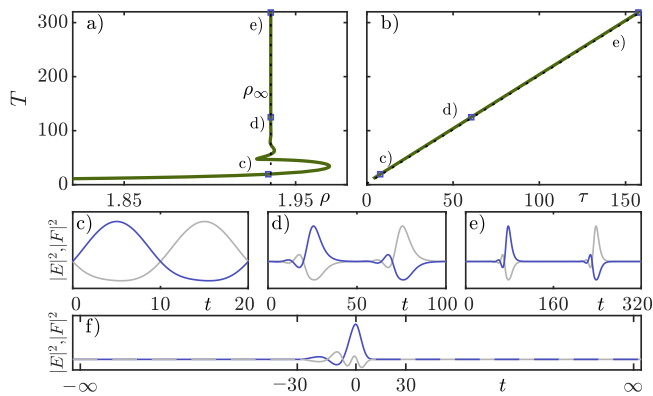 300
200
100
0
T
a)
e)
ρ∞
d)
c)
1.85
1.95
ρ
b)
e)
d)
c)
0
50
100
150
τ
|E|²,|F|²
c)
0
10
t
20
d)
0
50
t
100
e)
0
160
t
320
|E|²,|F|²
f)
−∞
−30
0
30
t
∞